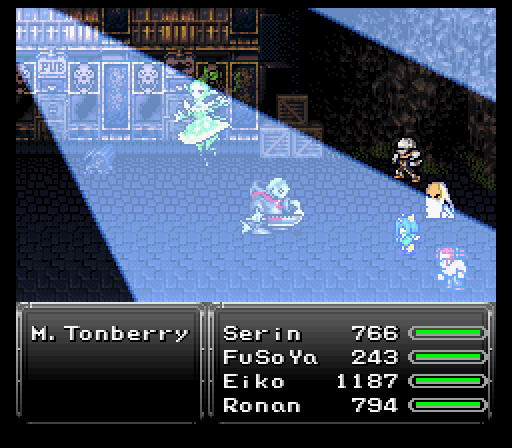 PUB
M. Tonberry
Serin 766
FuSoYa 243
Eiko 1187
Ronan 794